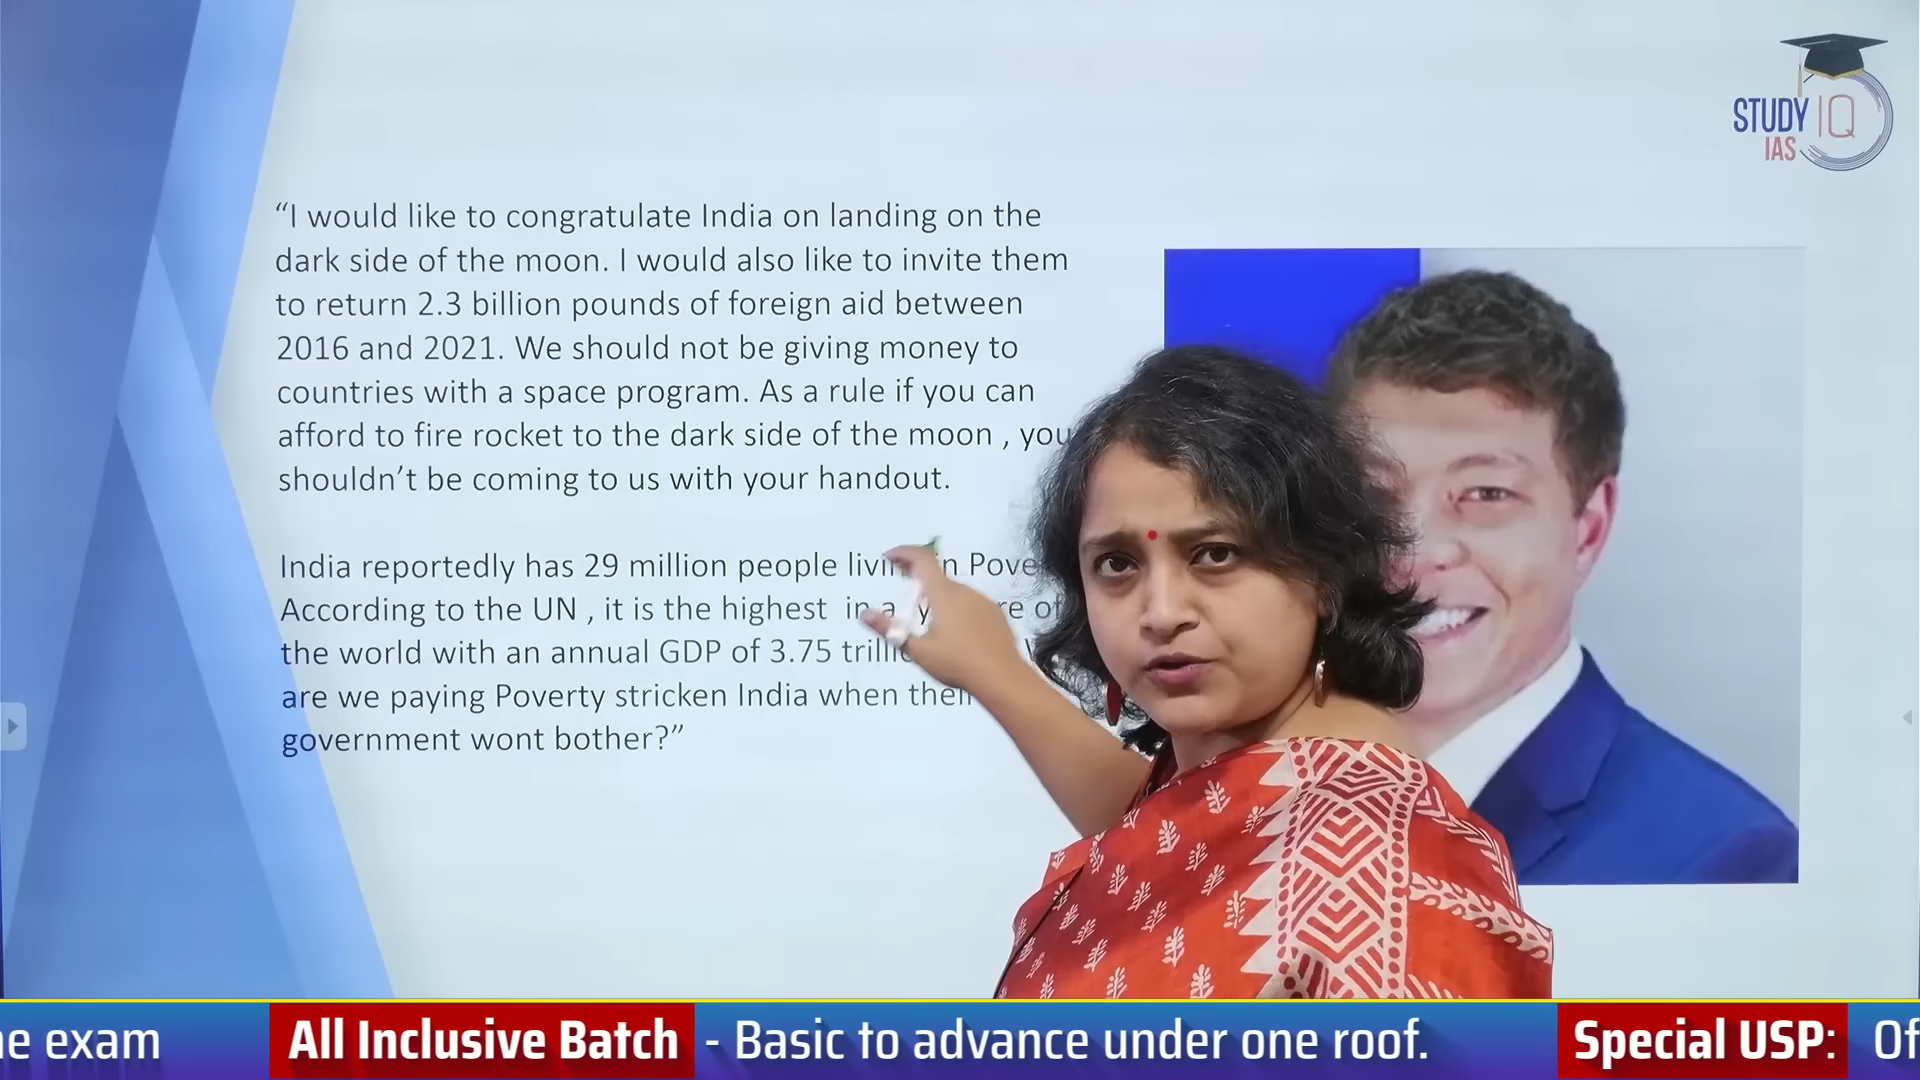 STUDY IQ
IAS
“I would like to congratulate India on landing on the
dark side of the moon. I would also like to invite them
to return 2.3 billion pounds of foreign aid between
2016 and 2021. We should not be giving money to
countries with a space program. As a rule if you can
afford to fire rocket to the dark side of the moon , you
shouldn’t be coming to us with your handout.
India reportedly has 29 million people in
According to the UN , it is the highest in of
the world with an annual GDP of 3.75
are we paying Poverty stricken India when
government wont bother?”
exam
All Inclusive Batch - Basic to advance under one roof.
Special USP: